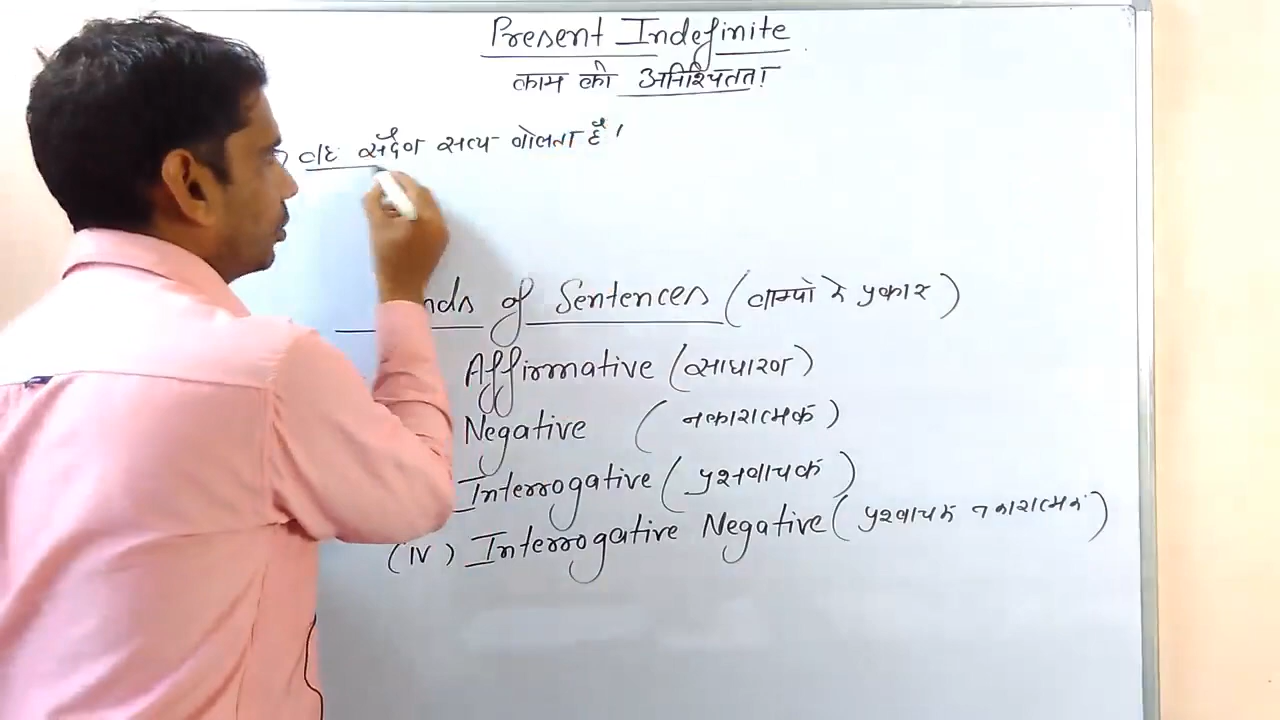 Present Indefinite
काम की अनिश्चितता
वह सदैव सत्य बोलता है।
nds of Sentences (वाक्यों के प्रकार)
Affirmative (साधारण)
Negative (नकारात्मक)
Interrogative (प्रश्नवाचक)
(IV) Interrogative Negative (प्रश्नवाचक नकारात्मक)